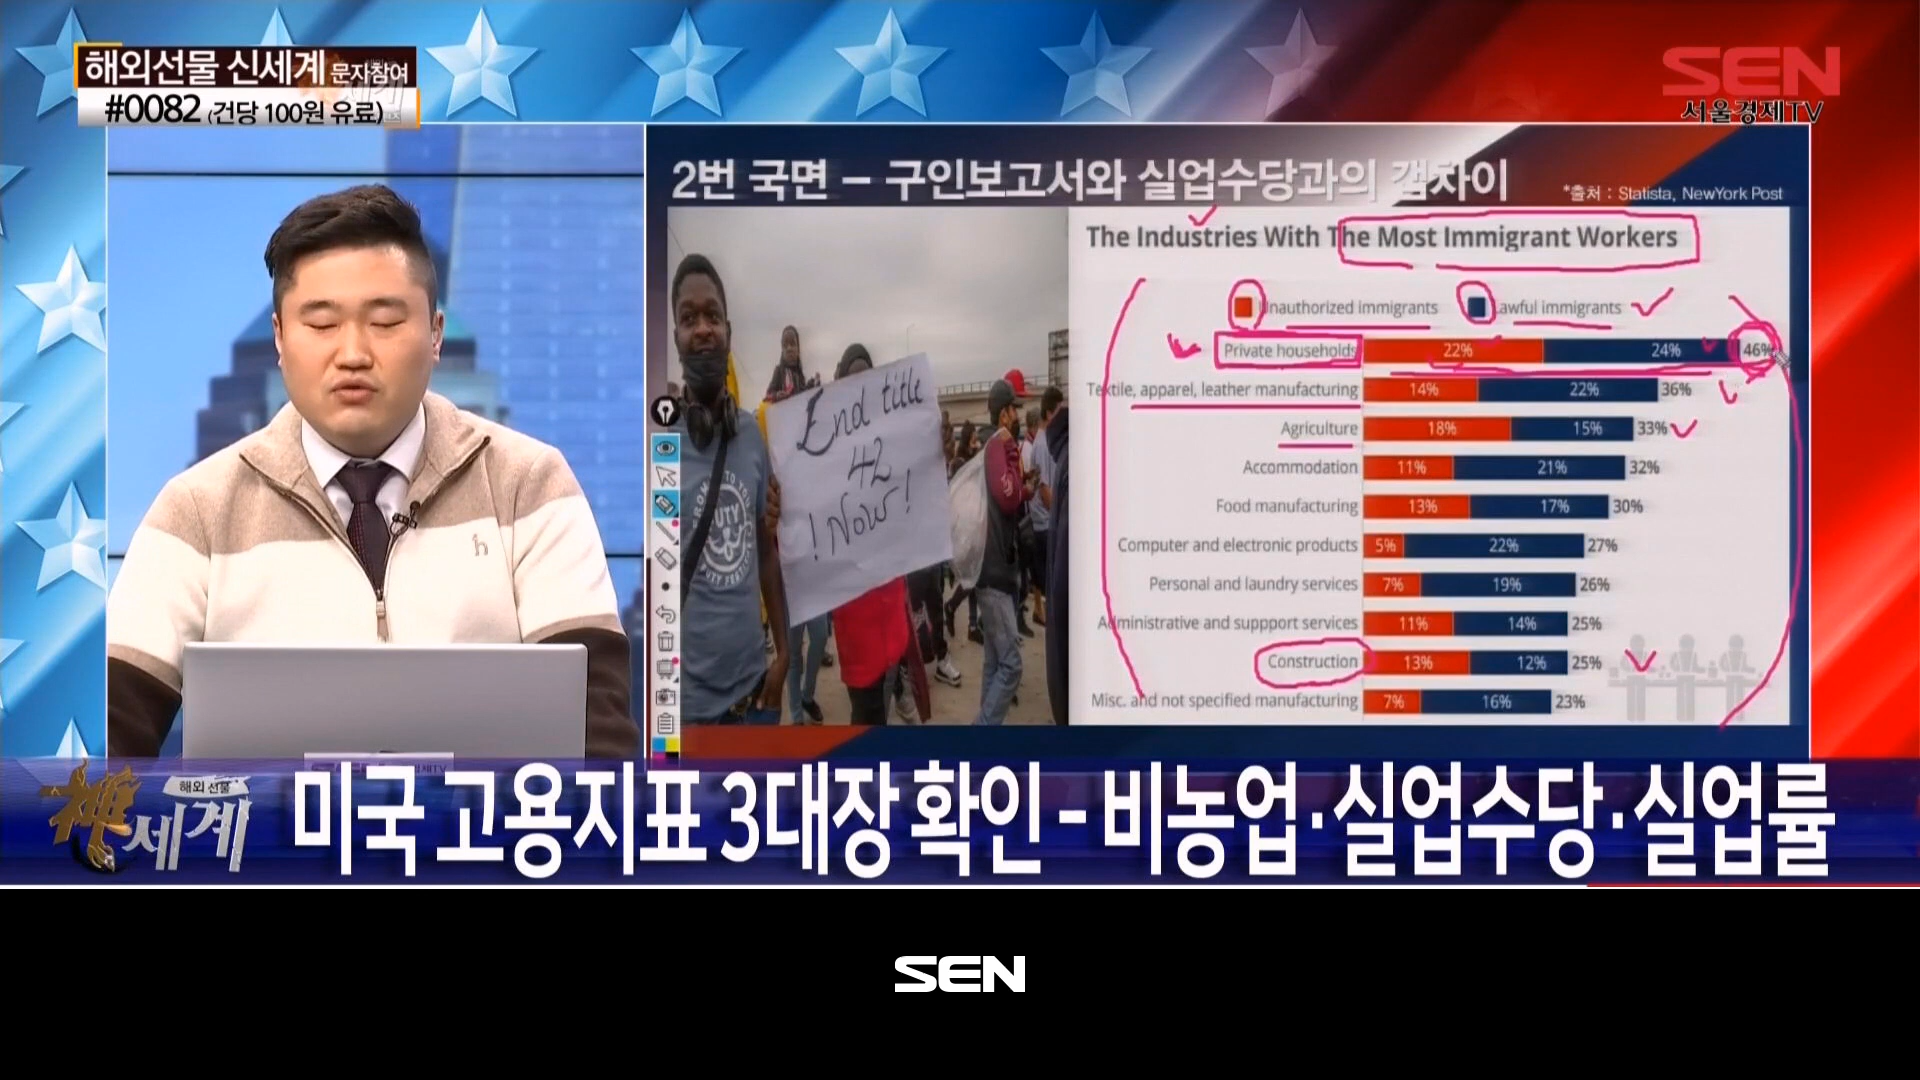 해외선물 신세계 문자참여
#0082 (건당 100원 유료)
SEN
서울경제TV
2번 국면 – 구인보고서와 실업수당과의 갭차이
*출처 : Statista, NewYork Post
The Industries With The Most Immigrant Workers
Unauthorized immigrants
Lawful immigrants
Private households 22% 24% 46%
Textile, apparel, leather manufacturing 14% 22% 36%
Agriculture 18% 15% 33%
Accommodation 11% 21% 32%
Food manufacturing 13% 17% 30%
Computer and electronic products 5% 22% 27%
Personal and laundry services 7% 19% 26%
Administrative and suppport services 11% 14% 25%
Construction 13% 12% 25%
Misc. and not specified manufacturing 7% 16% 23%
End title
42
! Now !
해외선물
神세계
미국 고용지표 3대장 확인 - 비농업·실업수당·실업률
SEN